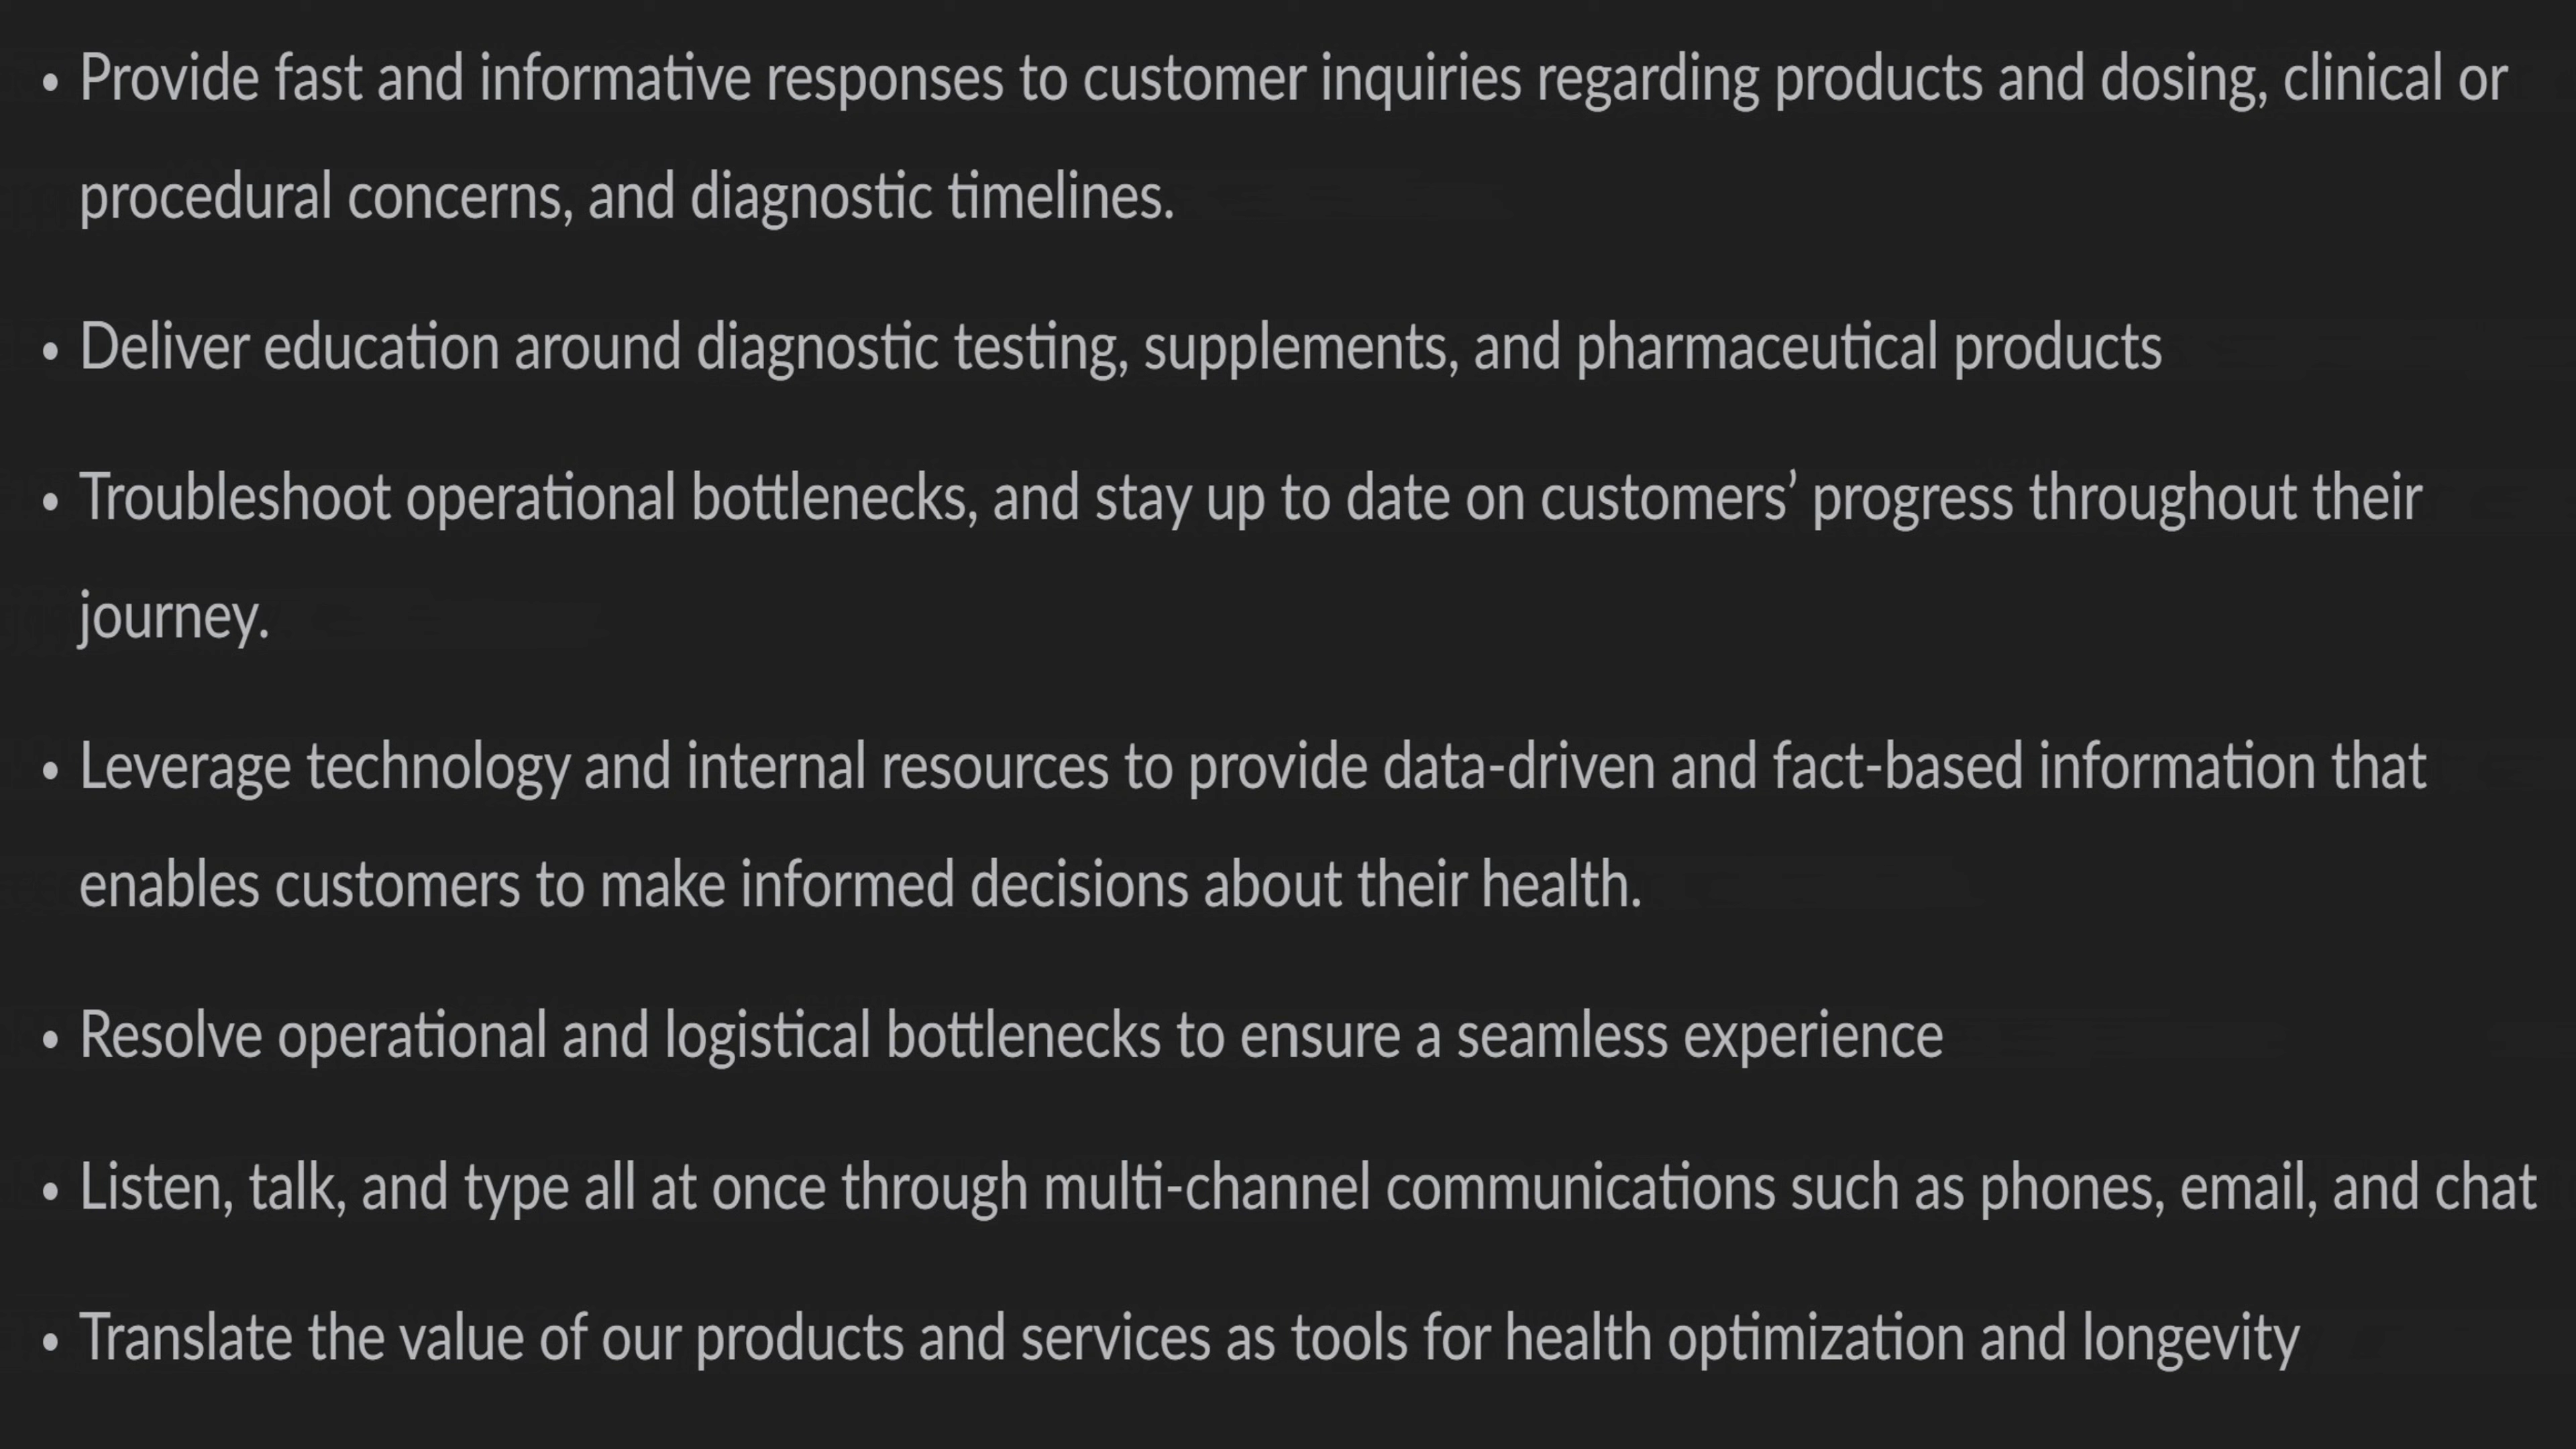 • Provide fast and informative responses to customer inquiries regarding products and dosing, clinical or
procedural concerns, and diagnostic timelines.
• Deliver education around diagnostic testing, supplements, and pharmaceutical products
• Troubleshoot operational bottlenecks, and stay up to date on customers’ progress throughout their
journey.
• Leverage technology and internal resources to provide data-driven and fact-based information that
enables customers to make informed decisions about their health.
• Resolve operational and logistical bottlenecks to ensure a seamless experience
• Listen, talk, and type all at once through multi-channel communications such as phones, email, and chat
• Translate the value of our products and services as tools for health optimization and longevity